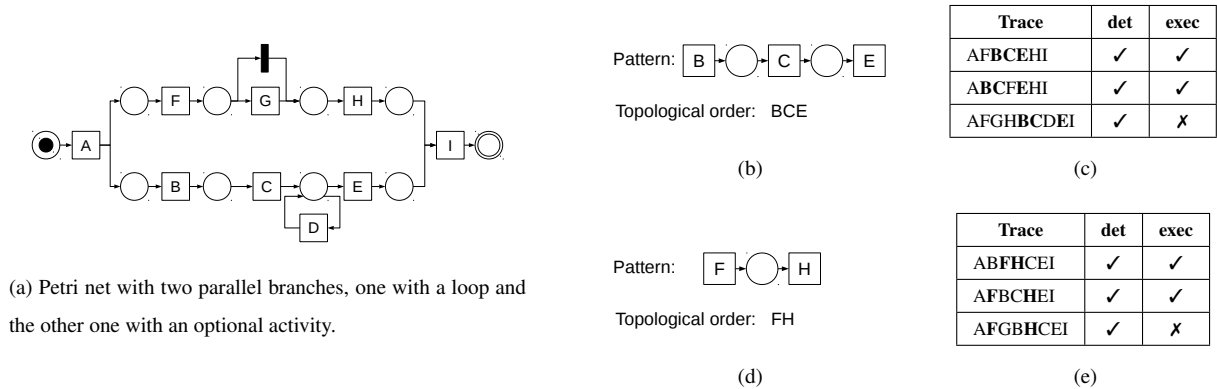 F
G
H
A
I
B
C
E
D
(a) Petri net with two parallel branches, one with a loop and
the other one with an optional activity.
Pattern: B C E
Topological order: BCE
(b)
Trace det exec
AFBCEHI ✓ ✓
ABCFEHI ✓ ✓
AFGHBCDEI ✓ ✗
(c)
Pattern: F H
Topological order: FH
(d)
Trace det exec
ABFHCEI ✓ ✓
AFBCHEI ✓ ✓
AFGBHCEI ✓ ✗
(e)